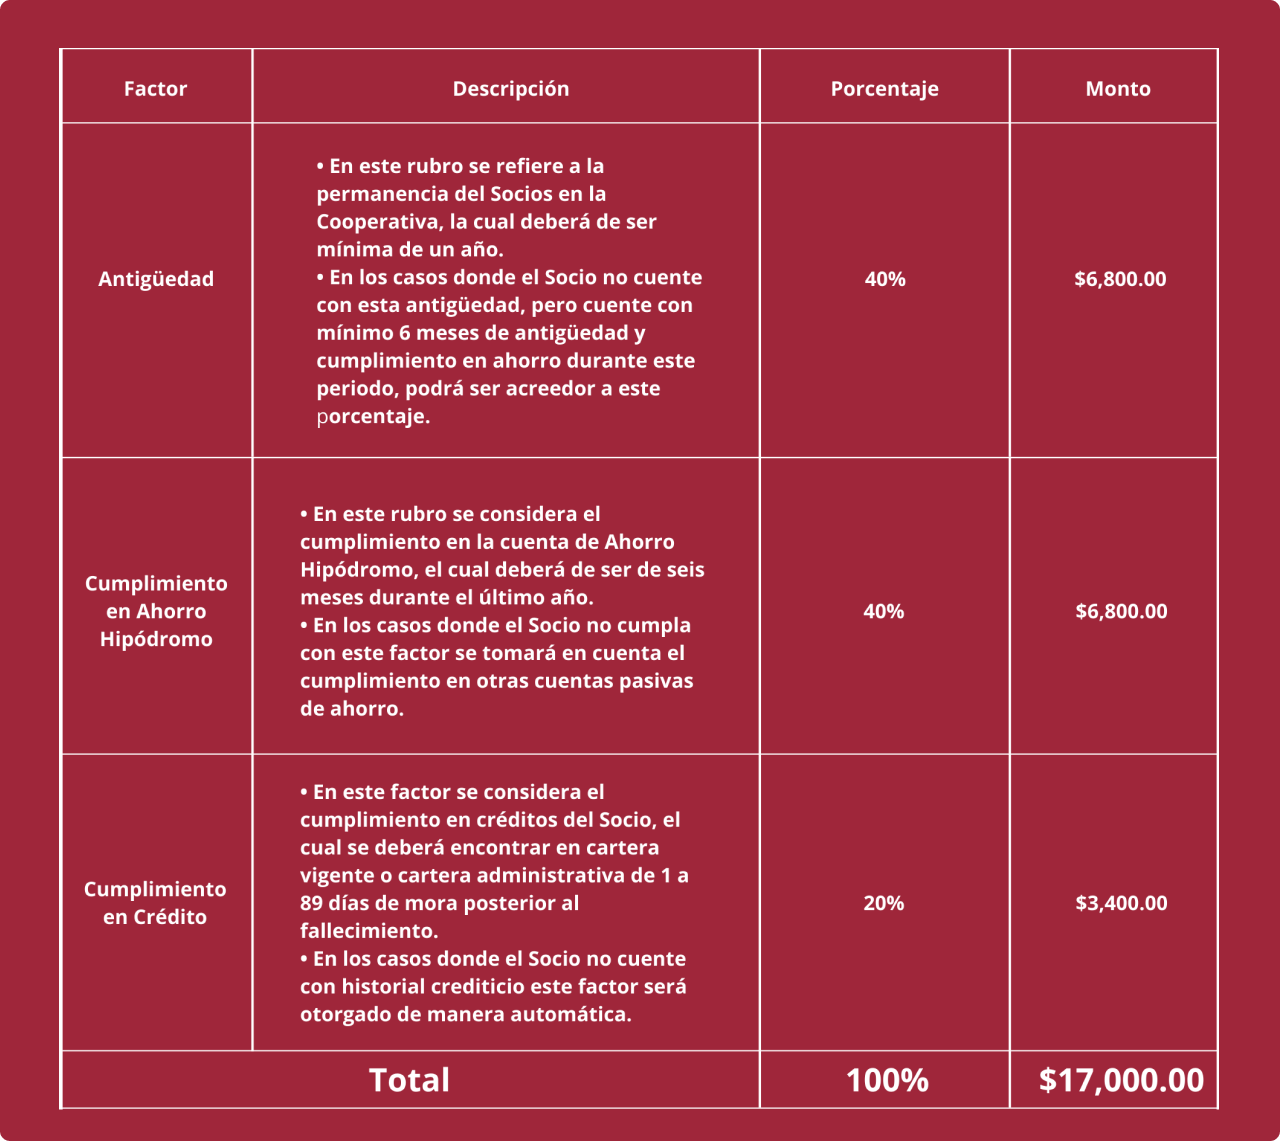 Factor
Descripción
Porcentaje
Monto
Antigüedad
• En este rubro se refiere a la
permanencia del Socios en la
Cooperativa, la cual deberá de ser
mínima de un año.
• En los casos donde el Socio no cuente
con esta antigüedad, pero cuente con
mínimo 6 meses de antigüedad y
cumplimiento en ahorro durante este
periodo, podrá ser acreedor a este
porcentaje.
40%
$6,800.00
Cumplimiento
en Ahorro
Hipódromo
• En este rubro se considera el
cumplimiento en la cuenta de Ahorro
Hipódromo, el cual deberá de ser de seis
meses durante el último año.
• En los casos donde el Socio no cumpla
con este factor se tomará en cuenta el
cumplimiento en otras cuentas pasivas
de ahorro.
40%
$6,800.00
Cumplimiento
en Crédito
• En este factor se considera el
cumplimiento en créditos del Socio, el
cual se deberá encontrar en cartera
vigente o cartera administrativa de 1 a
89 días de mora posterior al
fallecimiento.
• En los casos donde el Socio no cuente
con historial crediticio este factor será
otorgado de manera automática.
20%
$3,400.00
Total
100%
$17,000.00